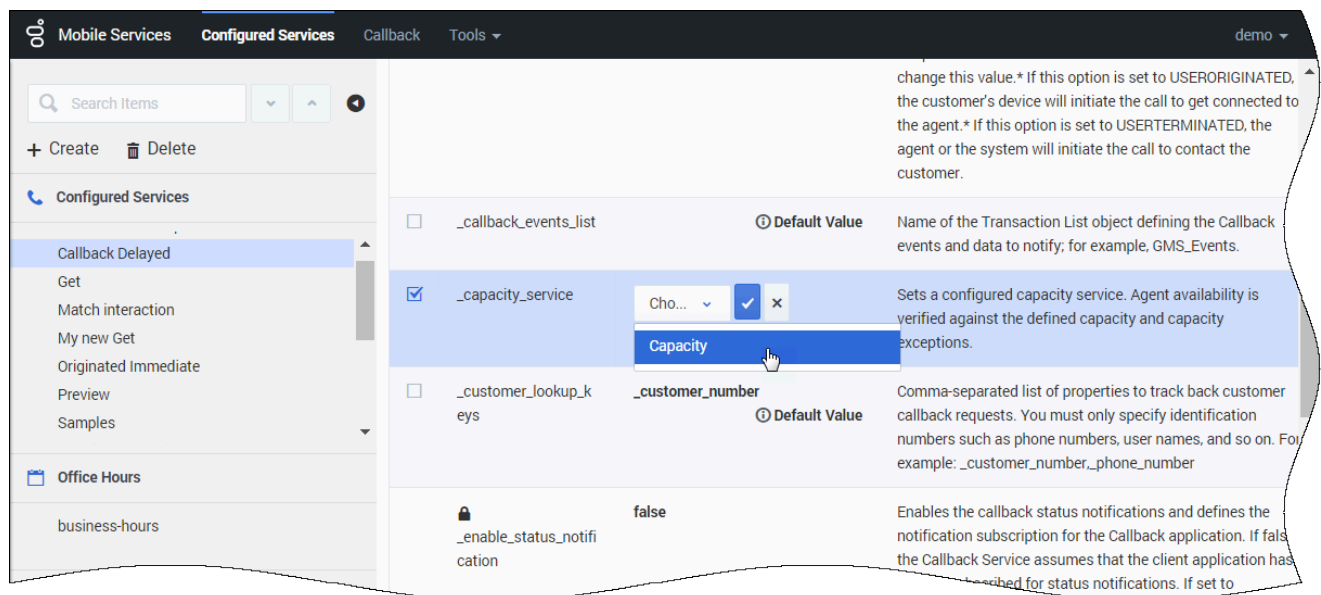 Mobile Services Configured Services Callback Tools demo
Search Items
+ Create Delete
Configured Services
Callback Delayed
Get
Match interaction
My new Get
Originated Immediate
Preview
Samples
Office Hours
business-hours
change this value.* If this option is set to USERORIGINATED,
the customer's device will initiate the call to get connected to
the agent.* If this option is set to USERTERMINATED, the
agent or the system will initiate the call to contact the
customer.
_callback_events_list
Default Value
Name of the Transaction List object defining the Callback
events and data to notify; for example, GMS_Events.
_capacity_service
Cho...
Capacity
Sets a configured capacity service. Agent availability is
verified against the defined capacity and capacity
exceptions.
_customer_lookup_k
eys
_customer_number
Default Value
Comma-separated list of properties to track back customer
callback requests. You must only specify identification
numbers such as phone numbers, user names, and so on. For
example: _customer_number,_phone_number
_enable_status_notifi
cation
false
Enables the callback status notifications and defines the
notification subscription for the Callback application. If fals
the Callback Service assumes that the client application has
for status notifications. If set to